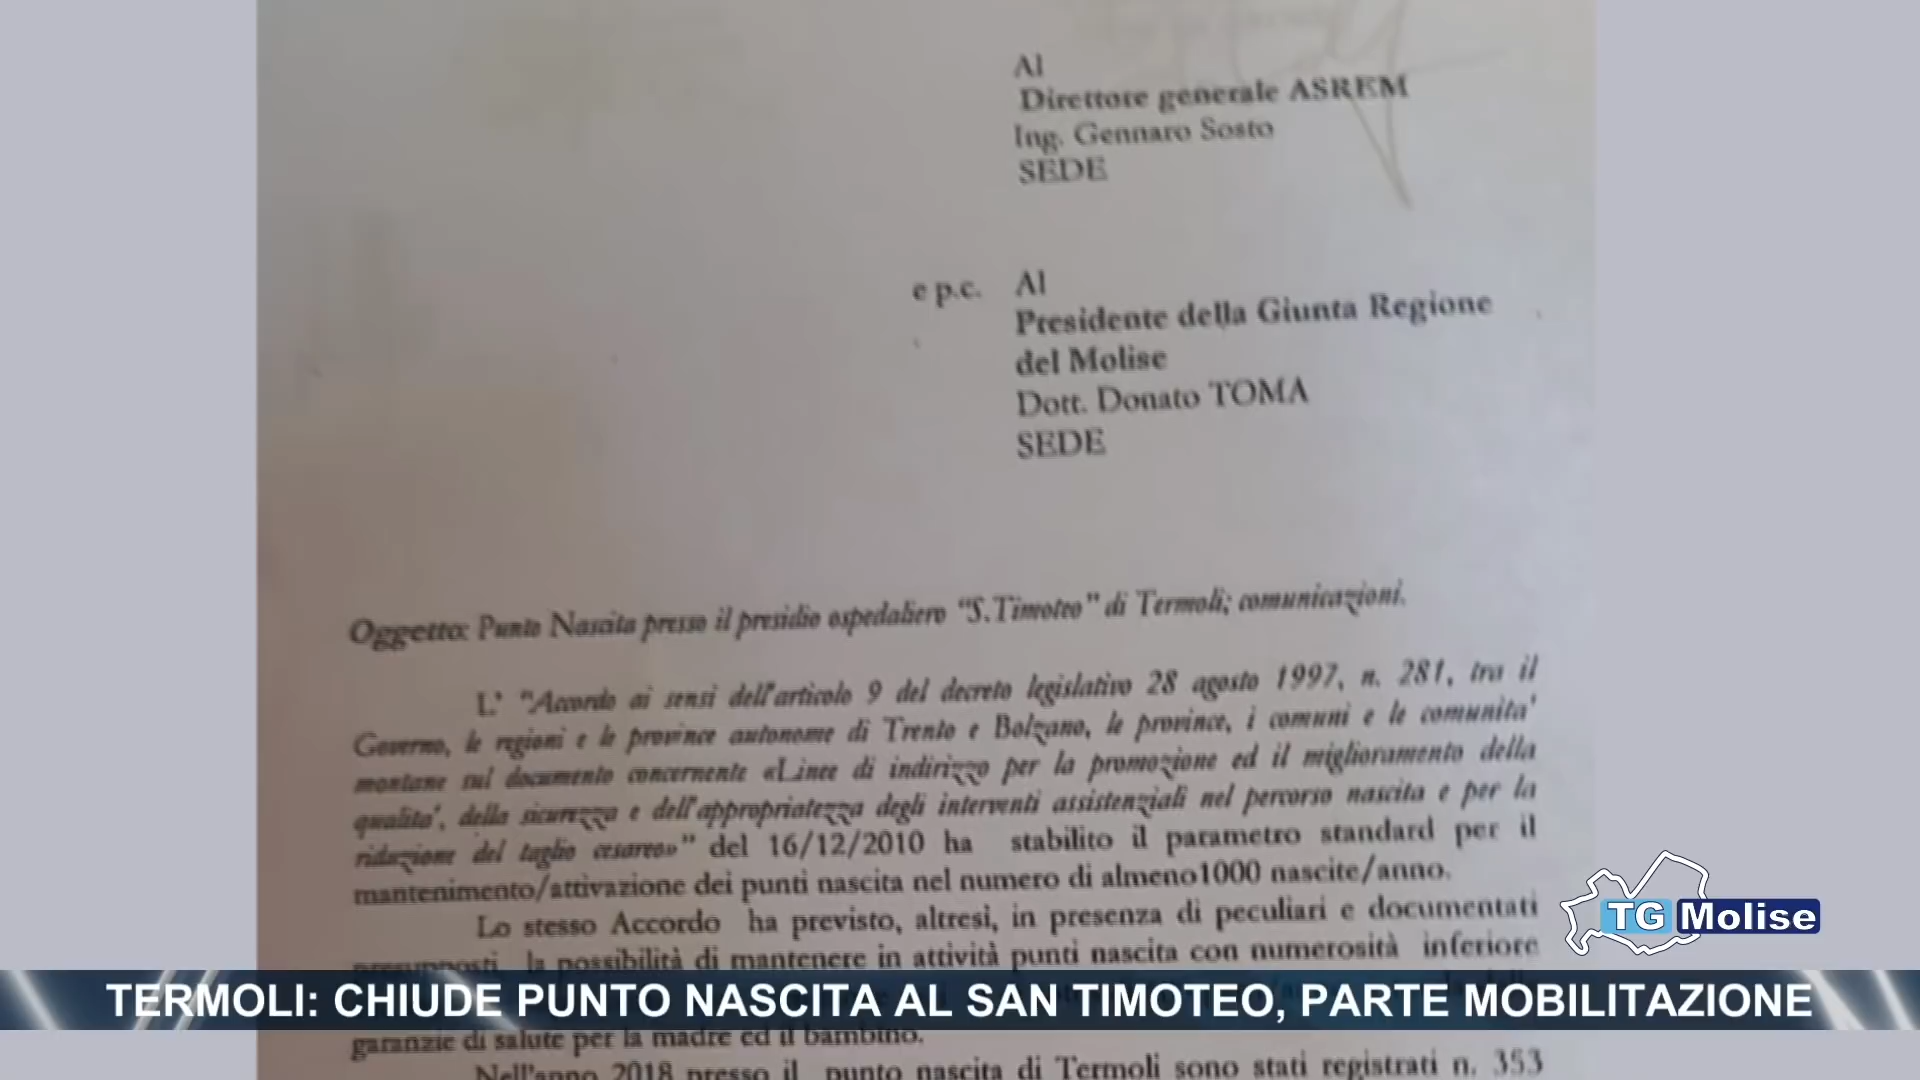 Al
Direttore generale ASREM
Ing. Gennaro Sosto
SEDE
e p.c. Al
Presidente della Giunta Regione
del Molise
Dott. Donato TOMA
SEDE
Oggetto: Punto Nascita presso il presidio ospedaliero "S.Timoteo" di Termoli; comunicazioni.
L' "Accordo ai sensi dell'articolo 9 del decreto legislativo 28 agosto 1997, n. 281, tra il
Governo, le regioni e le province autonome di Trento e Bolzano, le province, i comuni e le comunita'
montane sul documento concernente «Linee di indirizzo per la promozione ed il miglioramento della
qualita', della sicurezza e dell'appropriatezza degli interventi assistenziali nel percorso nascita e per la
riduzione del taglio cesareo»" del 16/12/2010 ha stabilito il parametro standard per il
mantenimento/attivazione dei punti nascita nel numero di almeno1000 nascite/anno.
Lo stesso Accordo ha previsto, altresì, in presenza di peculiari e documentati
presupposti, la possibilità di mantenere in attività punti nascita con numerosità inferiore
garanzie di salute per la madre ed il bambino.
Nell'anno 2018 presso il punto nascita di Termoli sono stati registrati n. 353
TG Molise
TERMOLI: CHIUDE PUNTO NASCITA AL SAN TIMOTEO, PARTE MOBILITAZIONE